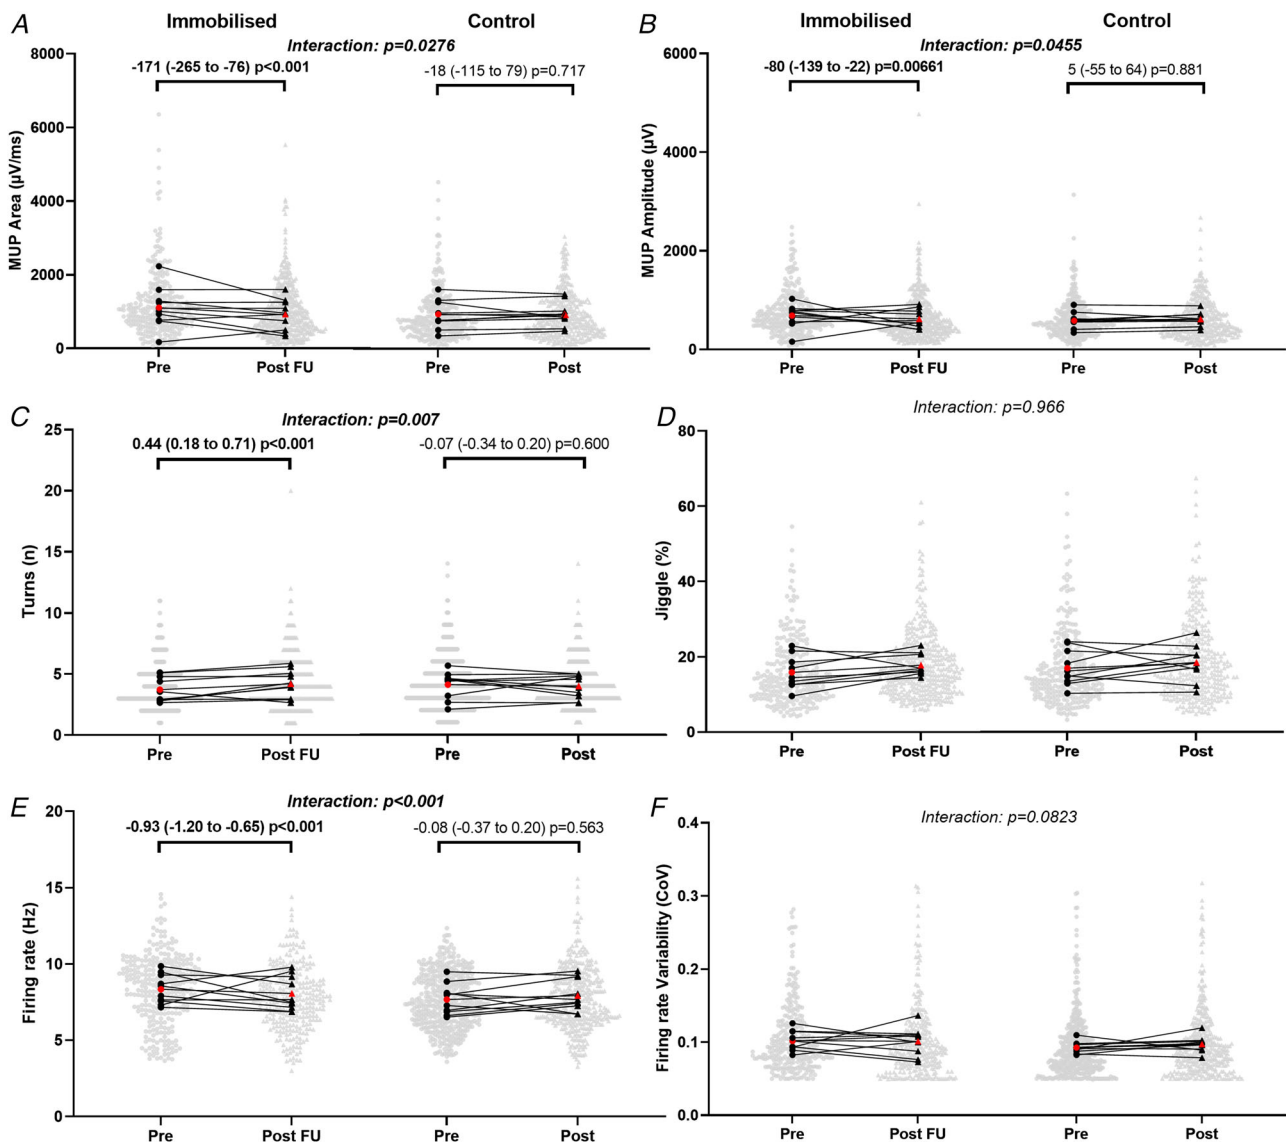 A
Immobilised
Control
Interaction: p=0.0276
-171 (-265 to -76) p<0.001
-18 (-115 to 79) p=0.717
MUP Area (µV/ms)
8000
6000
4000
2000
0
Pre
Post FU
Pre
Post
B
Immobilised
Control
Interaction: p=0.0455
-80 (-139 to -22) p=0.00661
5 (-55 to 64) p=0.881
MUP Amplitude (µV)
6000
4000
2000
0
Pre
Post FU
Pre
Post
C
Interaction: p=0.007
0.44 (0.18 to 0.71) p<0.001
-0.07 (-0.34 to 0.20) p=0.600
Turns (n)
25
20
15
10
5
0
Pre
Post FU
Pre
Post
D
Interaction: p=0.966
Jiggle (%)
80
60
40
20
0
Pre
Post FU
Pre
Post
E
Interaction: p<0.001
-0.93 (-1.20 to -0.65) p<0.001
-0.08 (-0.37 to 0.20) p=0.563
Firing rate (Hz)
20
15
10
5
0
Pre
Post FU
Pre
Post
F
Interaction: p=0.0823
Firing rate Variability (CoV)
0.4
0.3
0.2
0.1
0.0
Pre
Post FU
Pre
Post